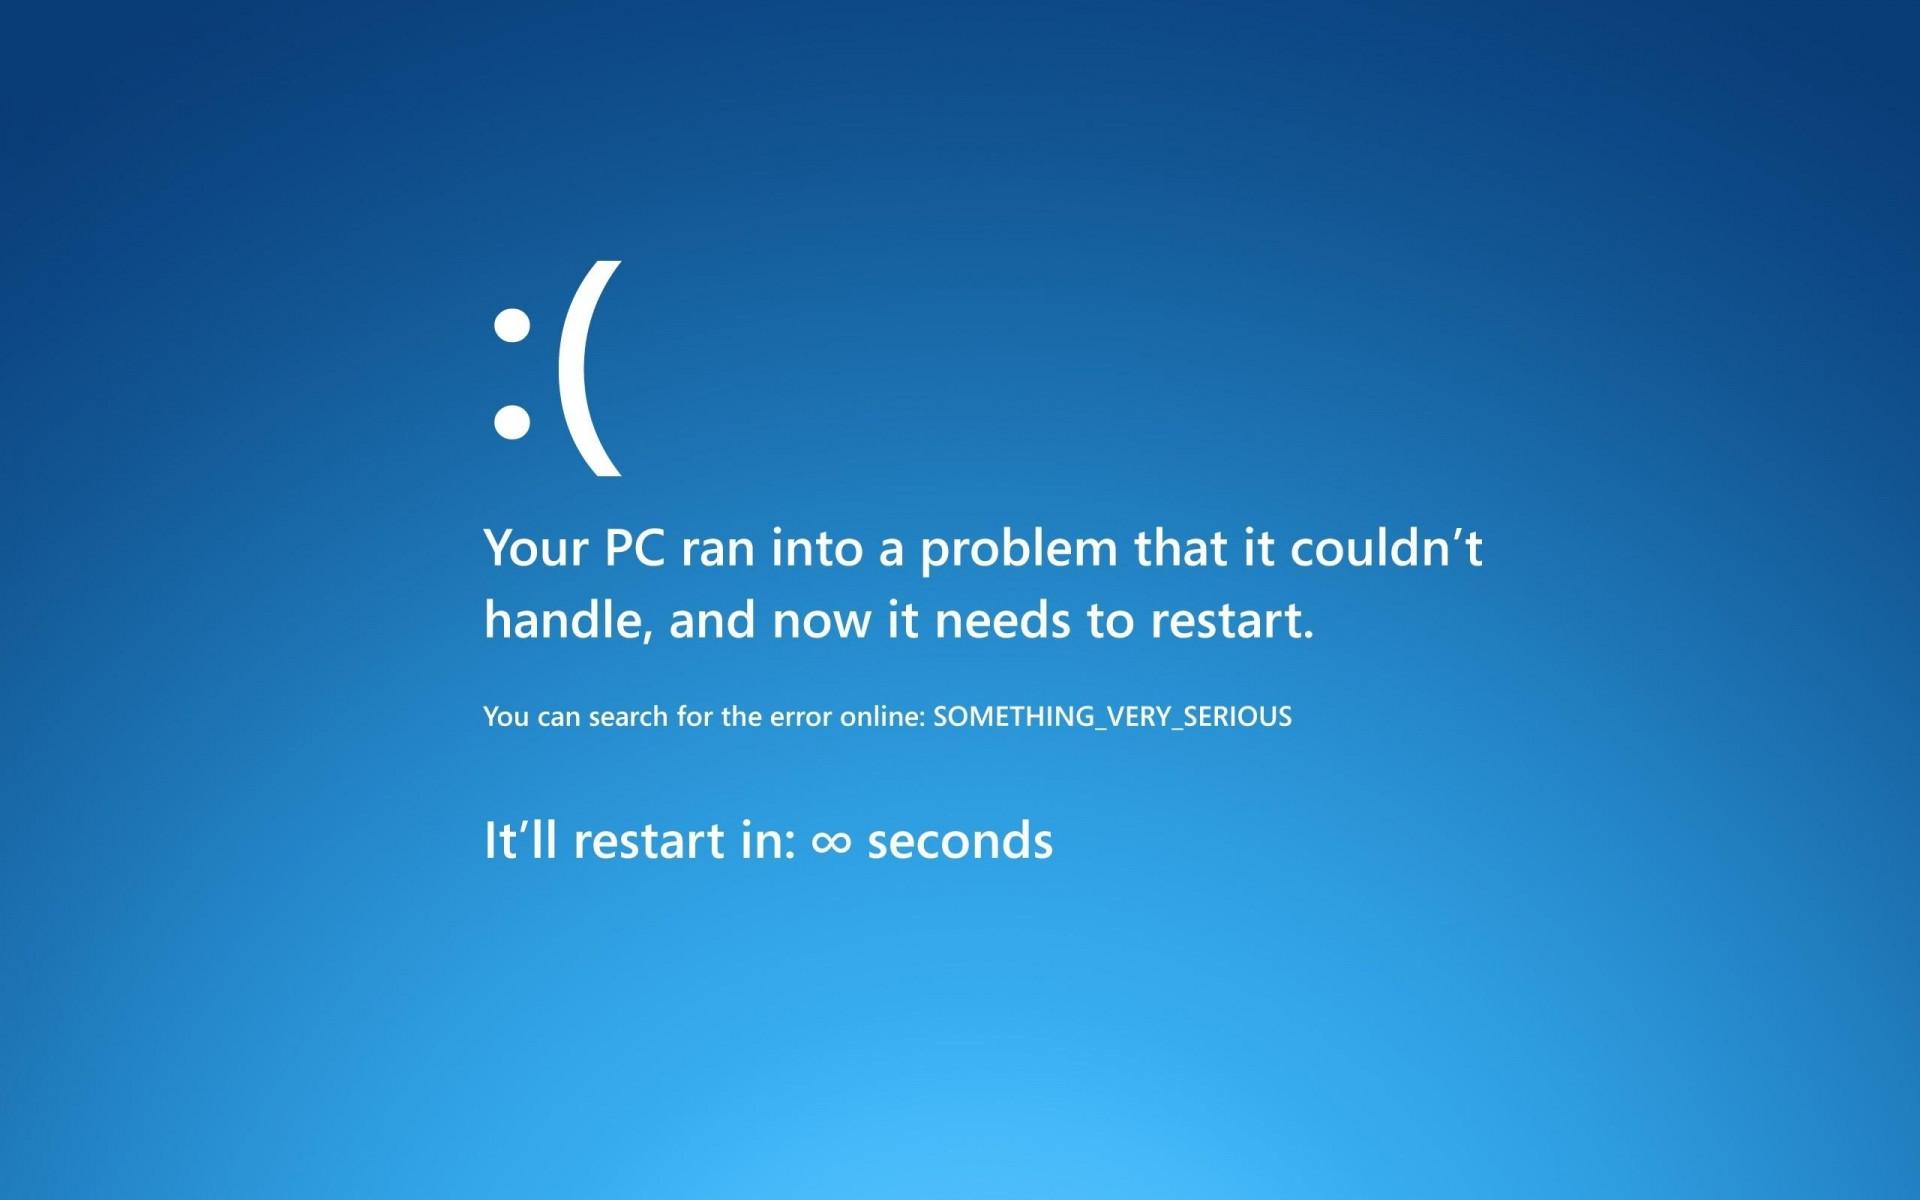 :(
Your PC ran into a problem that it couldn’t
handle, and now it needs to restart.
You can search for the error online: SOMETHING_VERY_SERIOUS
It’ll restart in: ∞ seconds